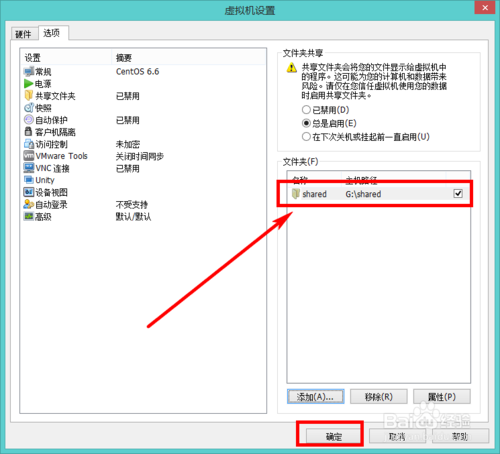 虚拟机设置
硬件 选项
设置 摘要
常规 CentOS 6.6
电源
共享文件夹 已禁用
快照
自动保护 已禁用
客户机隔离
访问控制 未加密
VMware Tools 关闭时间同步
VNC 连接 已禁用
Unity
设备视图
自动登录 不受支持
高级 默认/默认
文件夹共享
共享文件夹会将您的文件显示给虚拟机中
的程序。这可能为您的计算机和数据带来
风险。请仅在您信任虚拟机使用您的数据
时启用共享文件夹。
已禁用(D)
总是启用(E)
在下次关机或挂起前一直启用(U)
文件夹(F)
名称 主机路径
shared G:\shared
添加(A)... 移除(R) 属性(P)
确定 取消 帮助
Baidu 经验